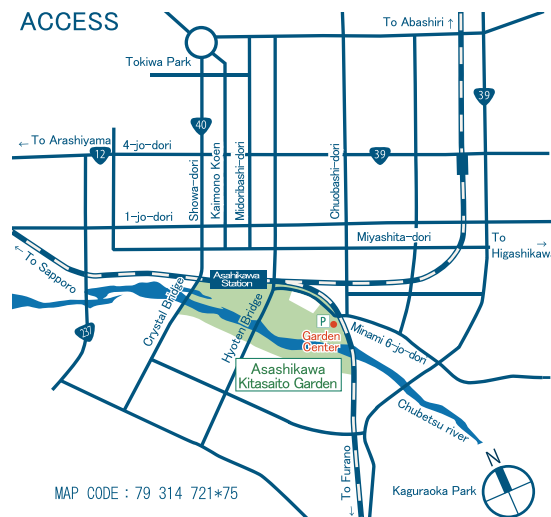 ACCESS
To Abashiri ↑
Tokiwa Park
39
40
← To Arashiyama
12
4-jo-dori
39
Showa-dori
Kaimono Koen
Midoribashi-dori
Chuobashi-dori
1-jo-dori
Miyashita-dori
To →
Higashikawa
← To Sapporo
Asahikawa
Station
Crystal Bridge
Hyoten Bridge
237
P
Garden
Center
Minami 6-jo-dori
Asashikawa
Kitasaito Garden
Chubetsu river
To Furano
←
N
Kaguraoka Park
MAP CODE : 79 314 721*75